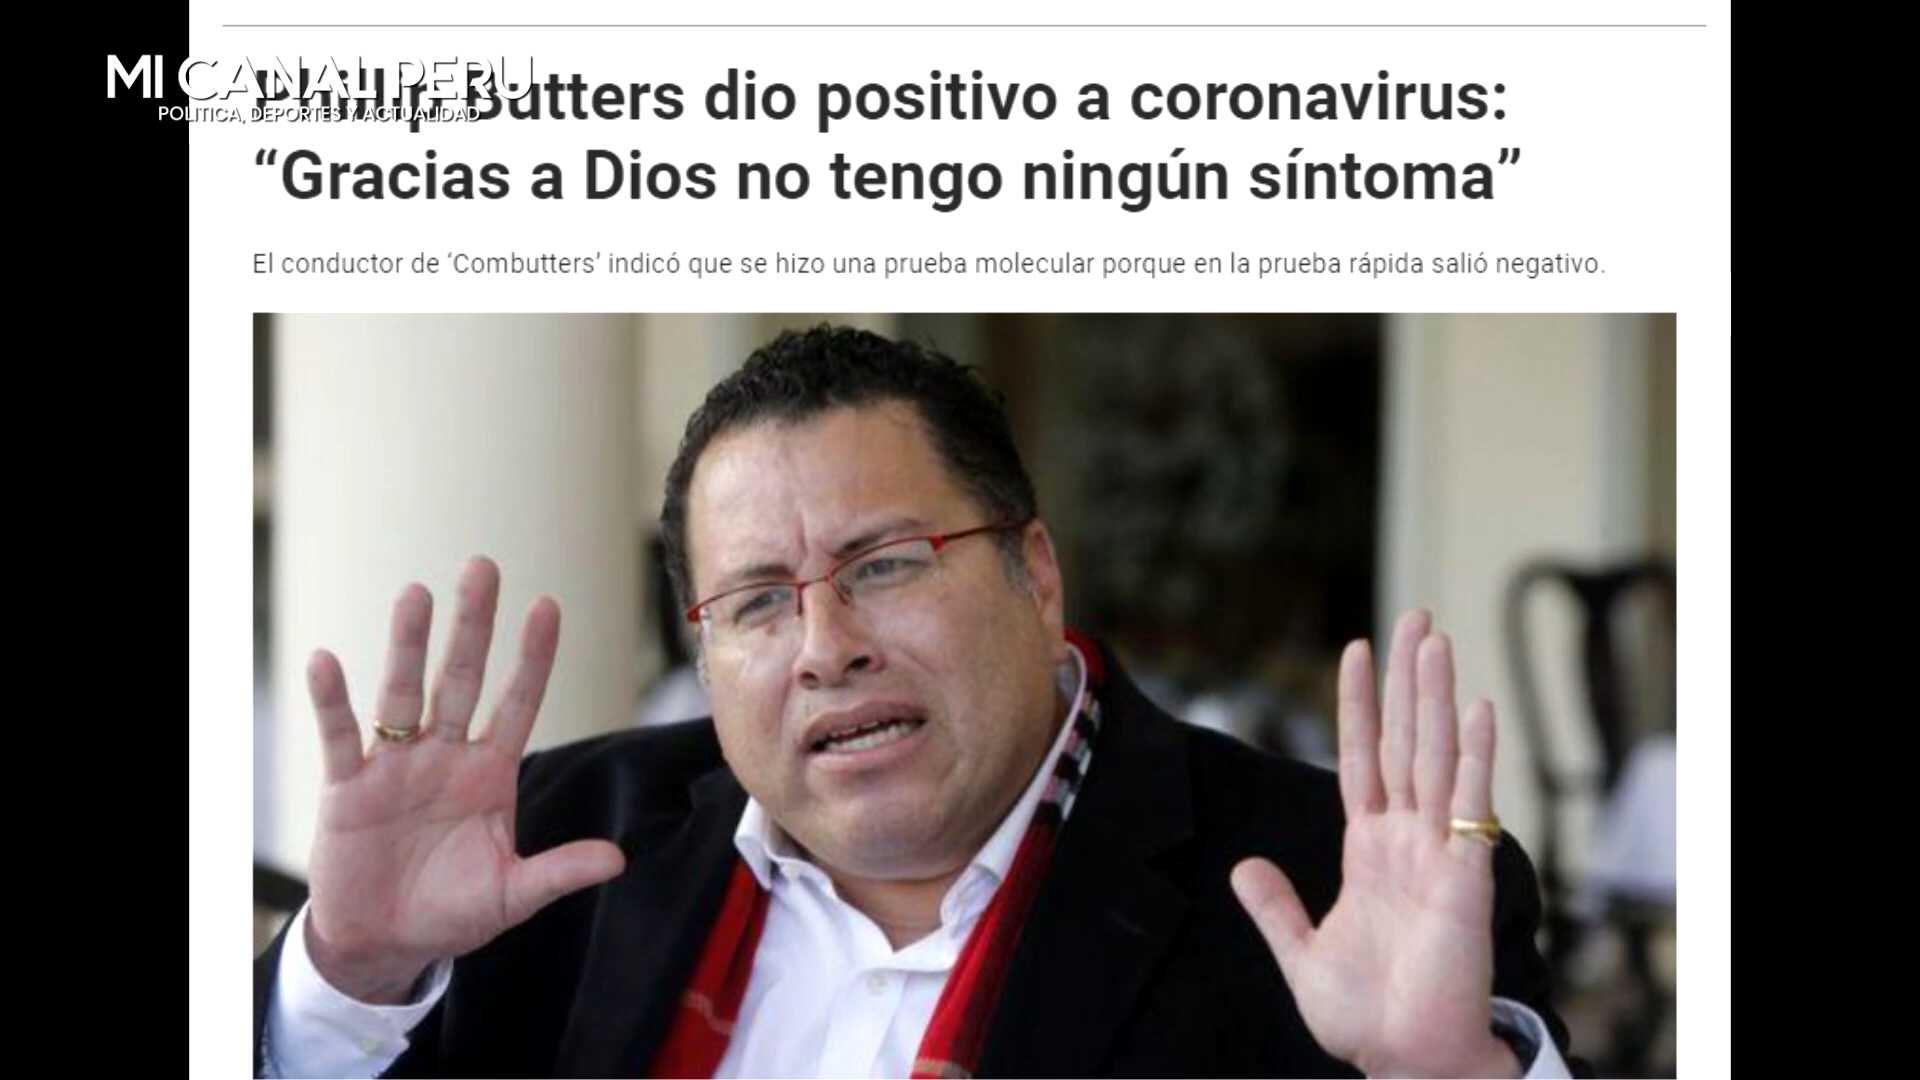 MI CANAL PERU
POLITICA, DEPORTES Y ACTUALIDAD
Phillip Butters dio positivo a coronavirus:
“Gracias a Dios no tengo ningún síntoma”
El conductor de ‘Combutters’ indicó que se hizo una prueba molecular porque en la prueba rápida salió negativo.